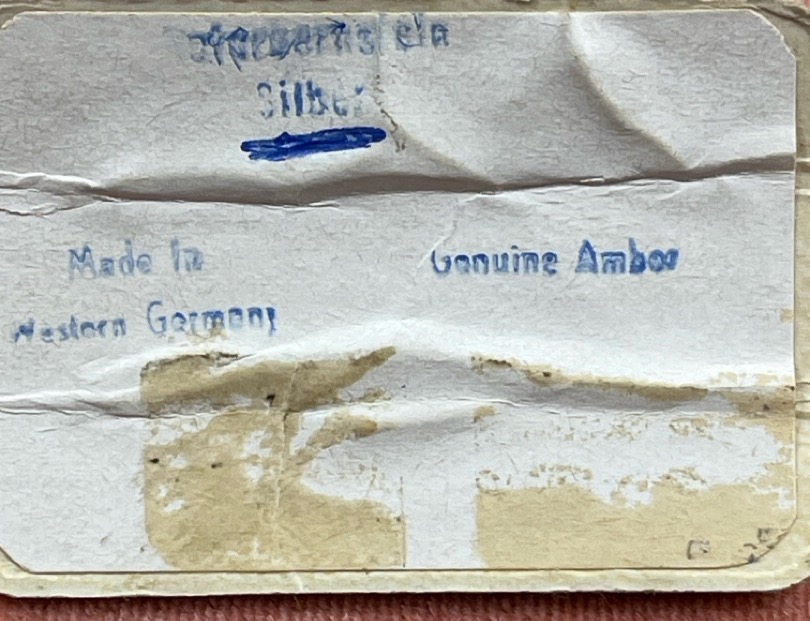 Silber
Made in Genuine Amber
Western Germany